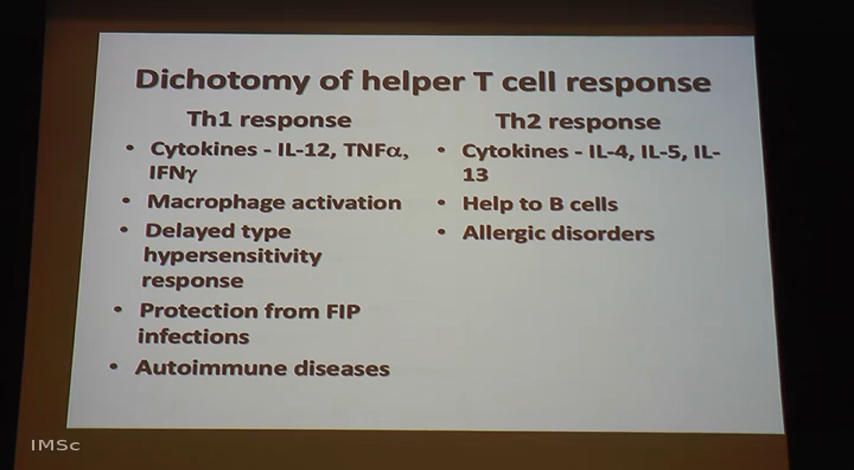 Dichotomy of helper T cell response
Th1 response
• Cytokines - IL-12, TNFα,
IFNγ
• Macrophage activation
• Delayed type
hypersensitivity
response
• Protection from FIP
infections
• Autoimmune diseases
Th2 response
• Cytokines - IL-4, IL-5, IL-
13
• Help to B cells
• Allergic disorders
IMSc